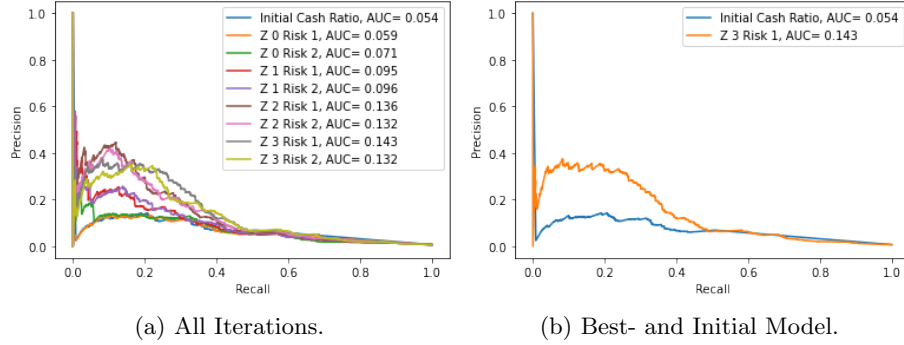 Initial Cash Ratio, AUC= 0.054
Z 0 Risk 1, AUC= 0.059
Z 0 Risk 2, AUC= 0.071
Z 1 Risk 1, AUC= 0.095
Z 1 Risk 2, AUC= 0.096
Z 2 Risk 1, AUC= 0.136
Z 2 Risk 2, AUC= 0.132
Z 3 Risk 1, AUC= 0.143
Z 3 Risk 2, AUC= 0.132
1.0
0.8
0.6
0.4
0.2
0.0
Precision
0.0 0.2 0.4 0.6 0.8 1.0
Recall
(a) All Iterations.
Initial Cash Ratio, AUC= 0.054
Z 3 Risk 1, AUC= 0.143
1.0
0.8
0.6
0.4
0.2
0.0
Precision
0.0 0.2 0.4 0.6 0.8 1.0
Recall
(b) Best- and Initial Model.